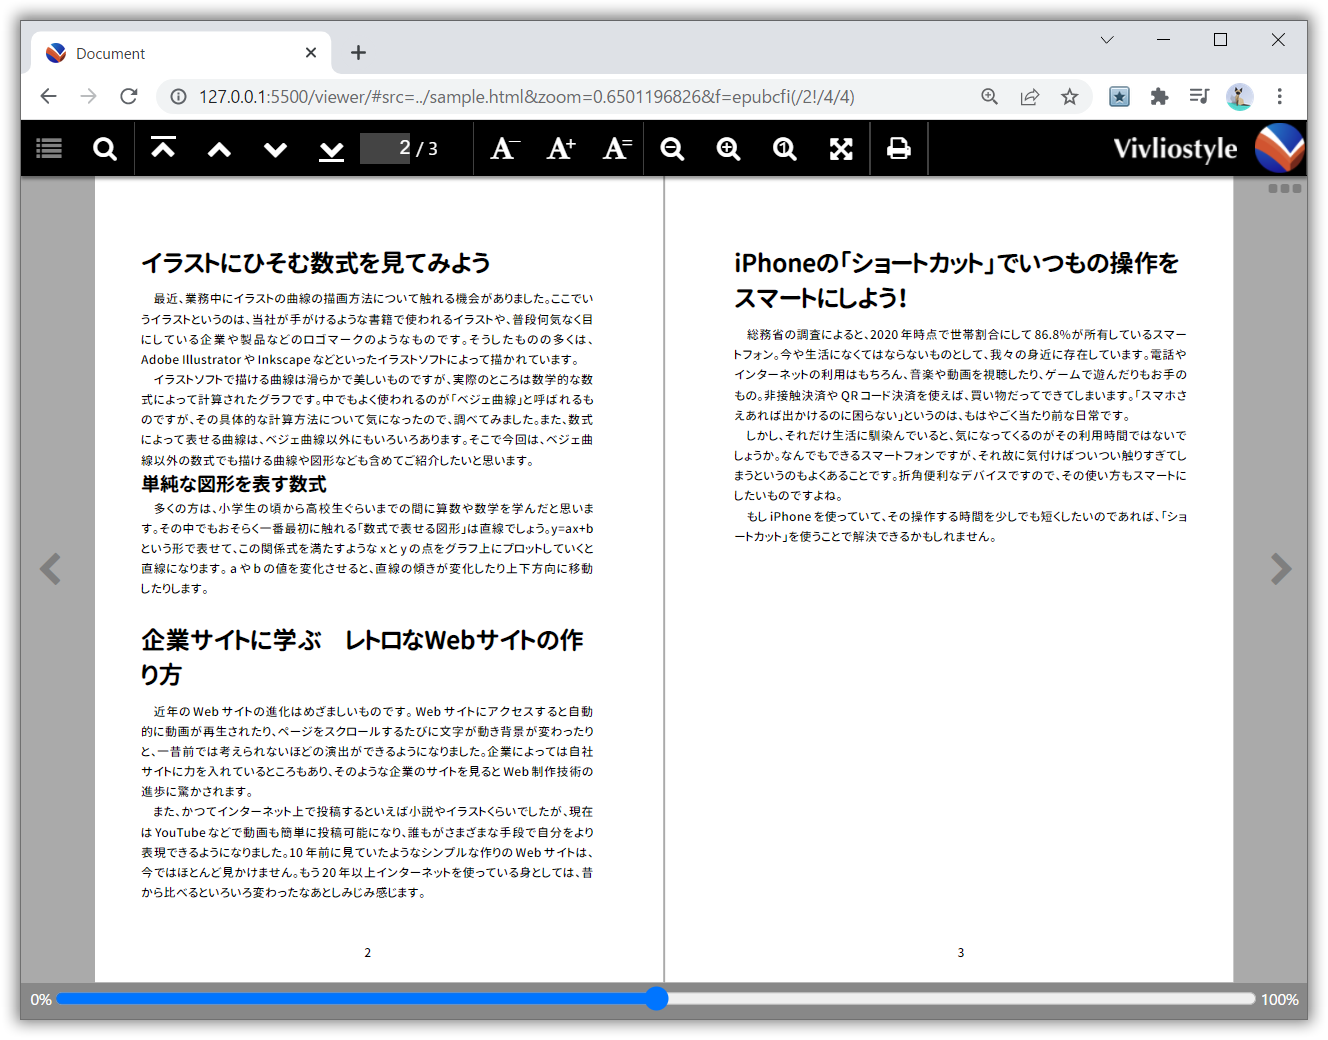 Document
127.0.0.1:5500/viewer/#src=../sample.html&zoom=0.6501196826&f=epubcfi(/2!/4/4)
2 / 3
A− A+ A=
1
Vivliostyle
イラストにひそむ数式を見てみよう
最近、業務中にイラストの曲線の描画方法について触れる機会がありました。ここでい
うイラストというのは、当社が手がけるような書籍で使われるイラストや、普段何気なく目
にしている企業や製品などのロゴマークのようなものです。そうしたものの多くは、
Adobe Illustrator や Inkscape などといったイラストソフトによって描かれています。
イラストソフトで描ける曲線は滑らかで美しいものですが、実際のところは数学的な数
式によって計算されたグラフです。中でもよく使われるのが「ベジェ曲線」と呼ばれるも
のですが、その具体的な計算方法について気になったので、調べてみました。また、数式
によって表せる曲線は、ベジェ曲線以外にもいろいろあります。そこで今回は、ベジェ曲
線以外の数式でも描ける曲線や図形なども含めてご紹介したいと思います。
単純な図形を表す数式
多くの方は、小学生の頃から高校生ぐらいまでの間に算数や数学を学んだと思いま
す。その中でもおそらく一番最初に触れる「数式で表せる図形」は直線でしょう。y=ax+b
という形で表せて、この関係式を満たすような x と y の点をグラフ上にプロットしていくと
直線になります。 a や b の値を変化させると、直線の傾きが変化したり上下方向に移動
したりします。
企業サイトに学ぶ　レトロなWebサイトの作
り方
近年の Web サイトの進化はめざましいものです。 Web サイトにアクセスすると自動
的に動画が再生されたり、ページをスクロールするたびに文字が動き背景が変わったり
と、一昔前では考えられないほどの演出ができるようになりました。企業によっては自社
サイトに力を入れているところもあり、そのような企業のサイトを見ると Web 制作技術の
進歩に驚かされます。
また、かつてインターネット上で投稿するといえば小説やイラストくらいでしたが、現在
は YouTube などで動画も簡単に投稿可能になり、誰もがさまざまな手段で自分をより
表現できるようになりました。10 年前に見ていたようなシンプルな作りの Web サイトは、
今ではほとんど見かけません。もう 20 年以上インターネットを使っている身としては、昔
から比べるといろいろ変わったなあとしみじみ感じます。
2
iPhoneの「ショートカット」でいつもの操作を
スマートにしよう！
総務省の調査によると、2020 年時点で世帯割合にして 86.8%が所有しているスマー
トフォン。今や生活になくてはならないものとして、我々の身近に存在しています。電話や
インターネットの利用はもちろん、音楽や動画を視聴したり、ゲームで遊んだりもお手の
もの。非接触決済や QR コード決済を使えば、買い物だってできてしまいます。「スマホさ
えあれば出かけるのに困らない」というのは、もはやごく当たり前な日常です。
しかし、それだけ生活に馴染んでいると、気になってくるのがその利用時間ではないで
しょうか。なんでもできるスマートフォンですが、それ故に気付けばついつい触りすぎてし
まうというのもよくあることです。折角便利なデバイスですので、その使い方もスマートに
したいものですよね。
もし iPhone を使っていて、その操作する時間を少しでも短くしたいのであれば、「ショ
ートカット」を使うことで解決できるかもしれません。
3
0%
100%